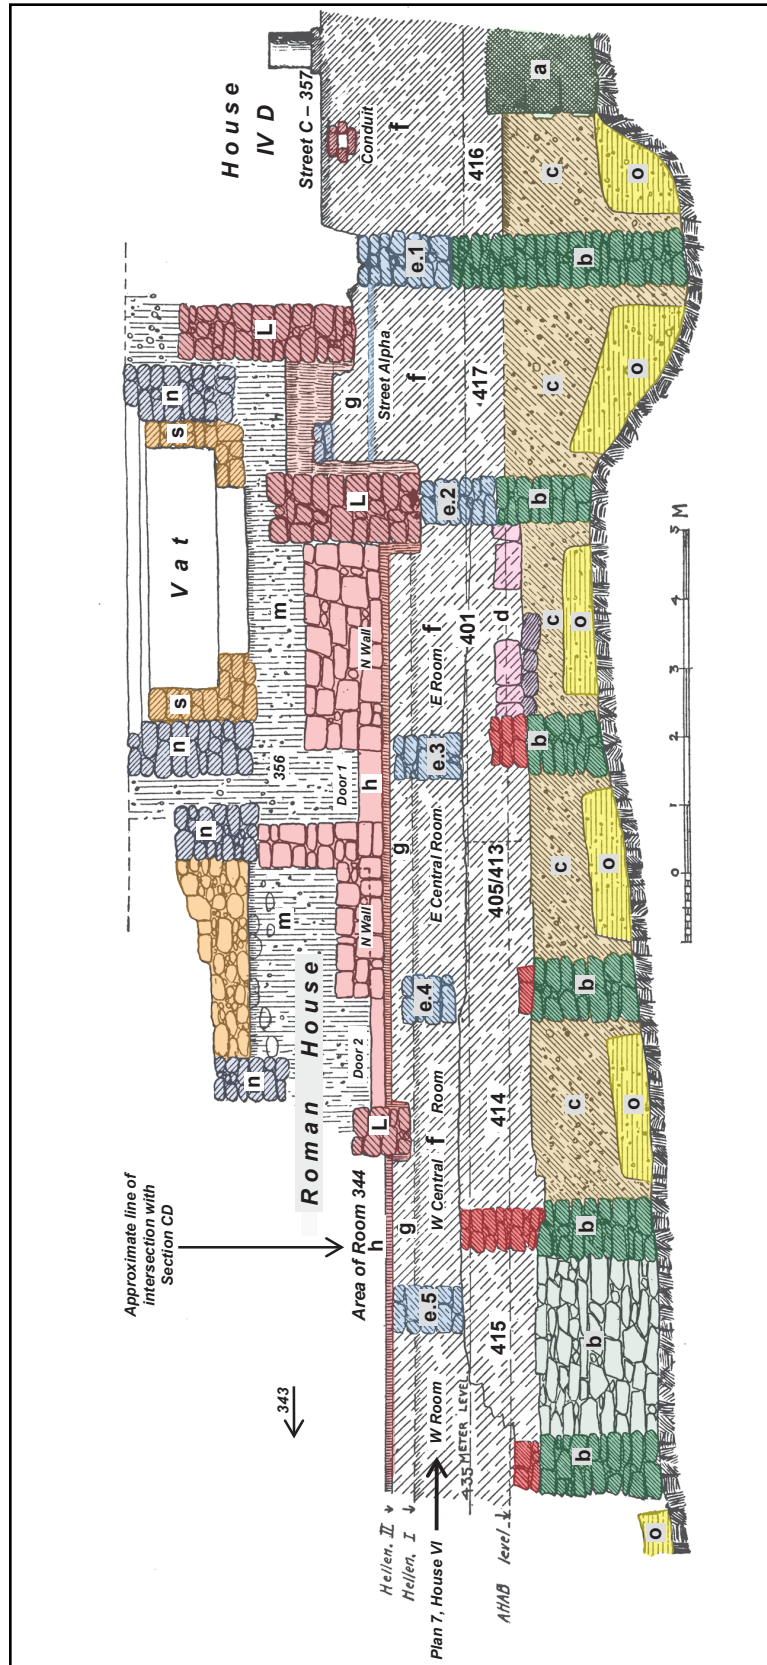 House
IV D
Street C – 357
Conduit
f
a
416
c
o
e.1
b
L
n
s
h
g
Street Alpha
f
417
c
o
Vat
L
e.2
b
m
N Wall
E Room
f
401
d
c
o
s
n
356
Door 1
h
e.3
b
n
m
N Wall
g
E Central Room
405/413
c
o
Roman House
n
Door 2
L
e.4
b
W Central Room
f
414
c
o
Approximate line of
intersection with
Section CD
Area of Room 344
h
g
b
343
e.5
415
b
W Room
435 METER LEVEL
b
Hellen. II
Hellen. I
Plan 7, House VI
AHAB level
o
0
1
2
3
4
5 M